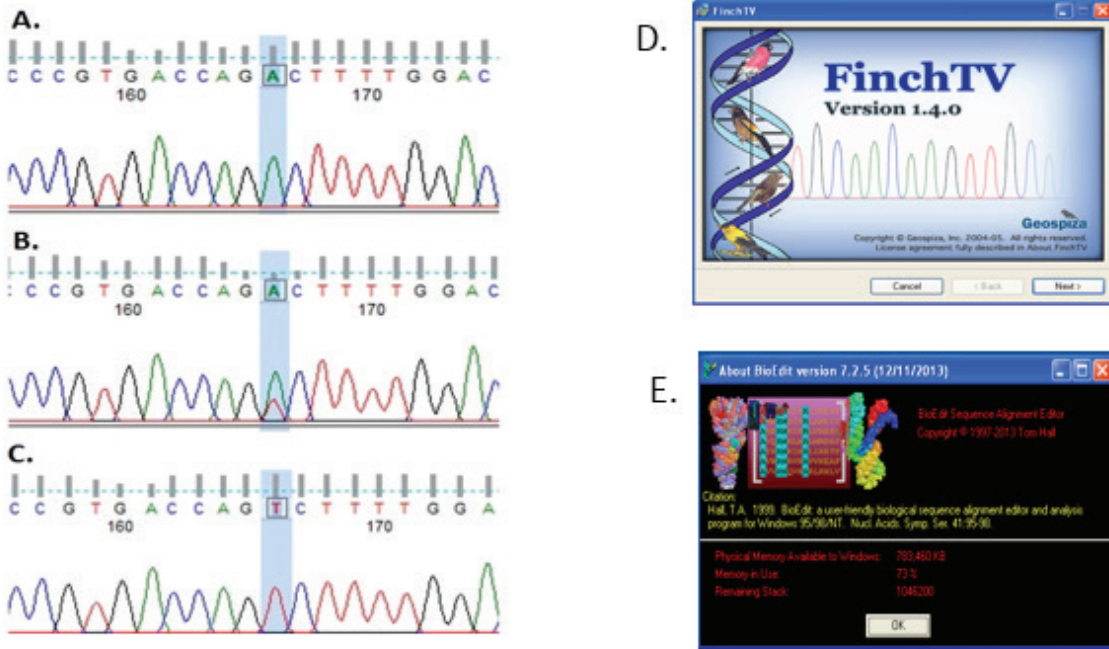 A.
C C C G T G A C C A G A C T T T T G G A C
160 170
B.
C C C G T G A C C A G A C T T T T G G A C
160 170
C.
C C G T G A C C A G T C T T T T G G A
160 170
D.
FinchTV
FinchTV
Version 1.4.0
Geospiza
Copyright © Geospiza, Inc. 2004-05. All rights reserved.
License agreement fully described in About FinchTV
Cancel < Back Next >
E.
About BioEdit version 7.2.5 (12/11/2013)
BioEdit Sequence Alignment Editor
Copyright © 1997-2013 Tom Hall
Citation:
Hall, T.A. 1999. BioEdit: a user-friendly biological sequence alignment editor and analysis
program for Windows 95/98/NT. Nucl. Acids. Symp. Ser. 41:95-98.
Physical Memory Available to Windows: 783,460 KB
Memory in Use: 73 %
Remaining Stack: 1046200
OK